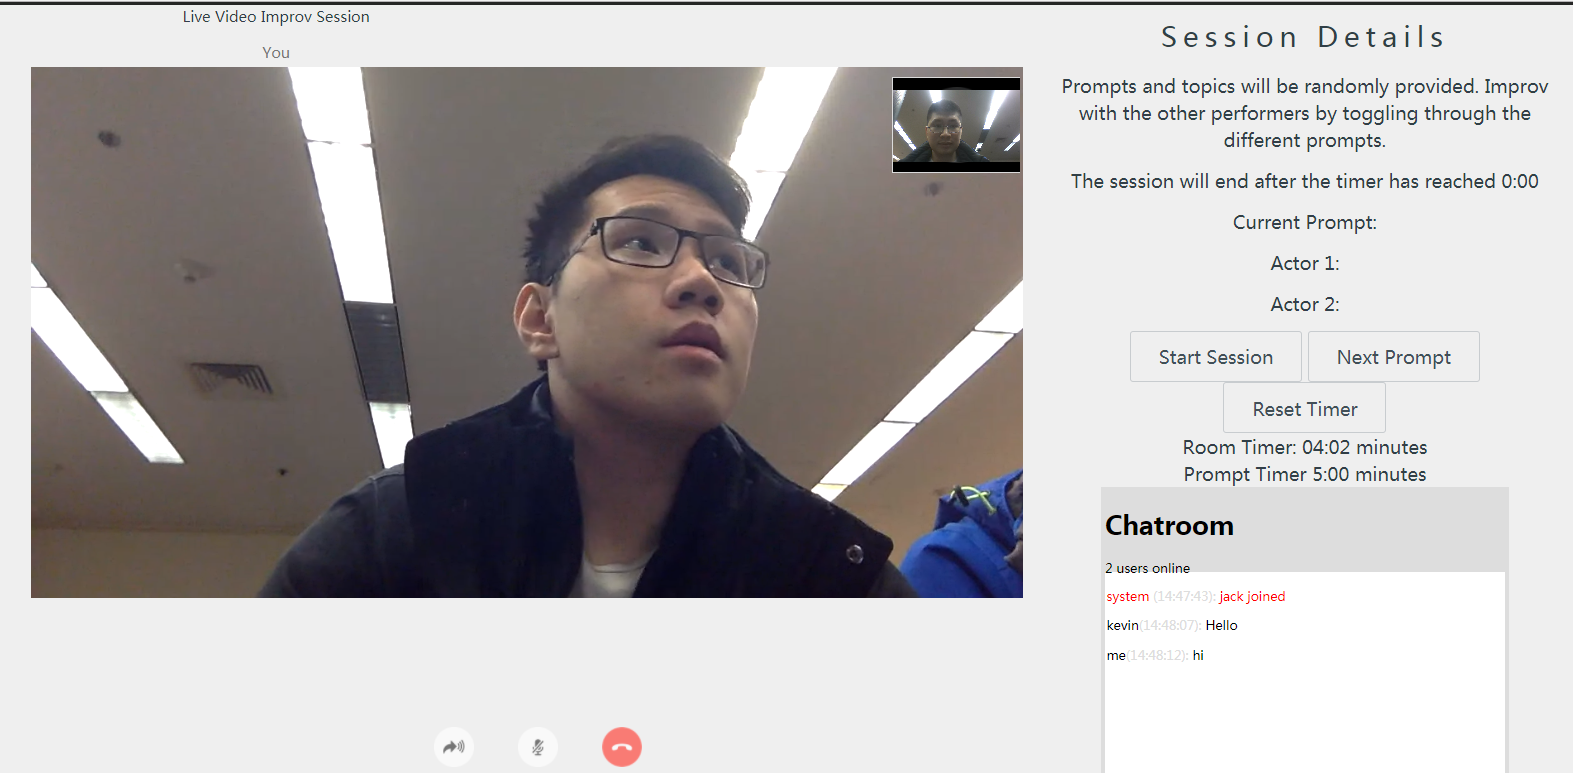 Live Video Improv Session
You
Session Details
Prompts and topics will be randomly provided. Improv
with the other performers by toggling through the
different prompts.
The session will end after the timer has reached 0:00
Current Prompt:
Actor 1:
Actor 2:
Start Session
Next Prompt
Reset Timer
Room Timer: 04:02 minutes
Prompt Timer 5:00 minutes
Chatroom
2 users online
system (14:47:43): jack joined
kevin(14:48:07): Hello
me(14:48:12): hi